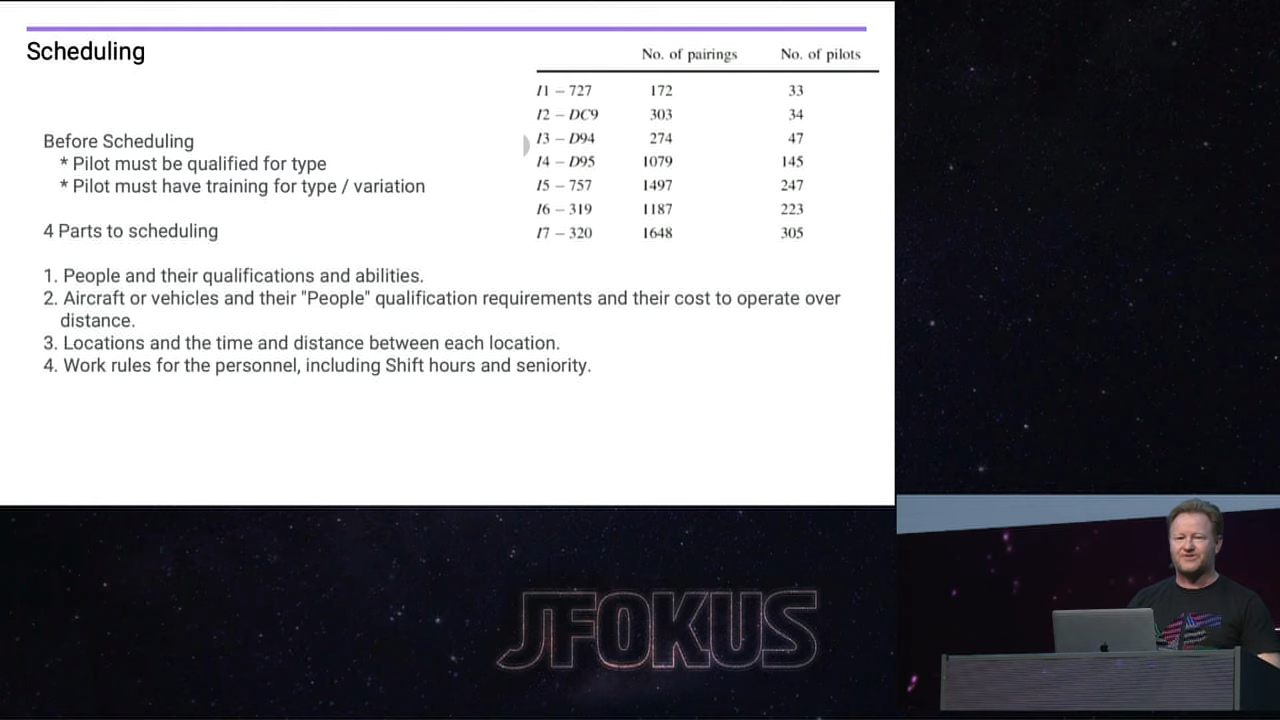 Scheduling
No. of pairings No. of pilots
I1 – 727 172 33
I2 – DC9 303 34
I3 – D94 274 47
I4 – D95 1079 145
I5 – 757 1497 247
I6 – 319 1187 223
I7 – 320 1648 305
Before Scheduling
* Pilot must be qualified for type
* Pilot must have training for type / variation
4 Parts to scheduling
1. People and their qualifications and abilities.
2. Aircraft or vehicles and their "People" qualification requirements and their cost to operate over
distance.
3. Locations and the time and distance between each location.
4. Work rules for the personnel, including Shift hours and seniority.
JFOKUS